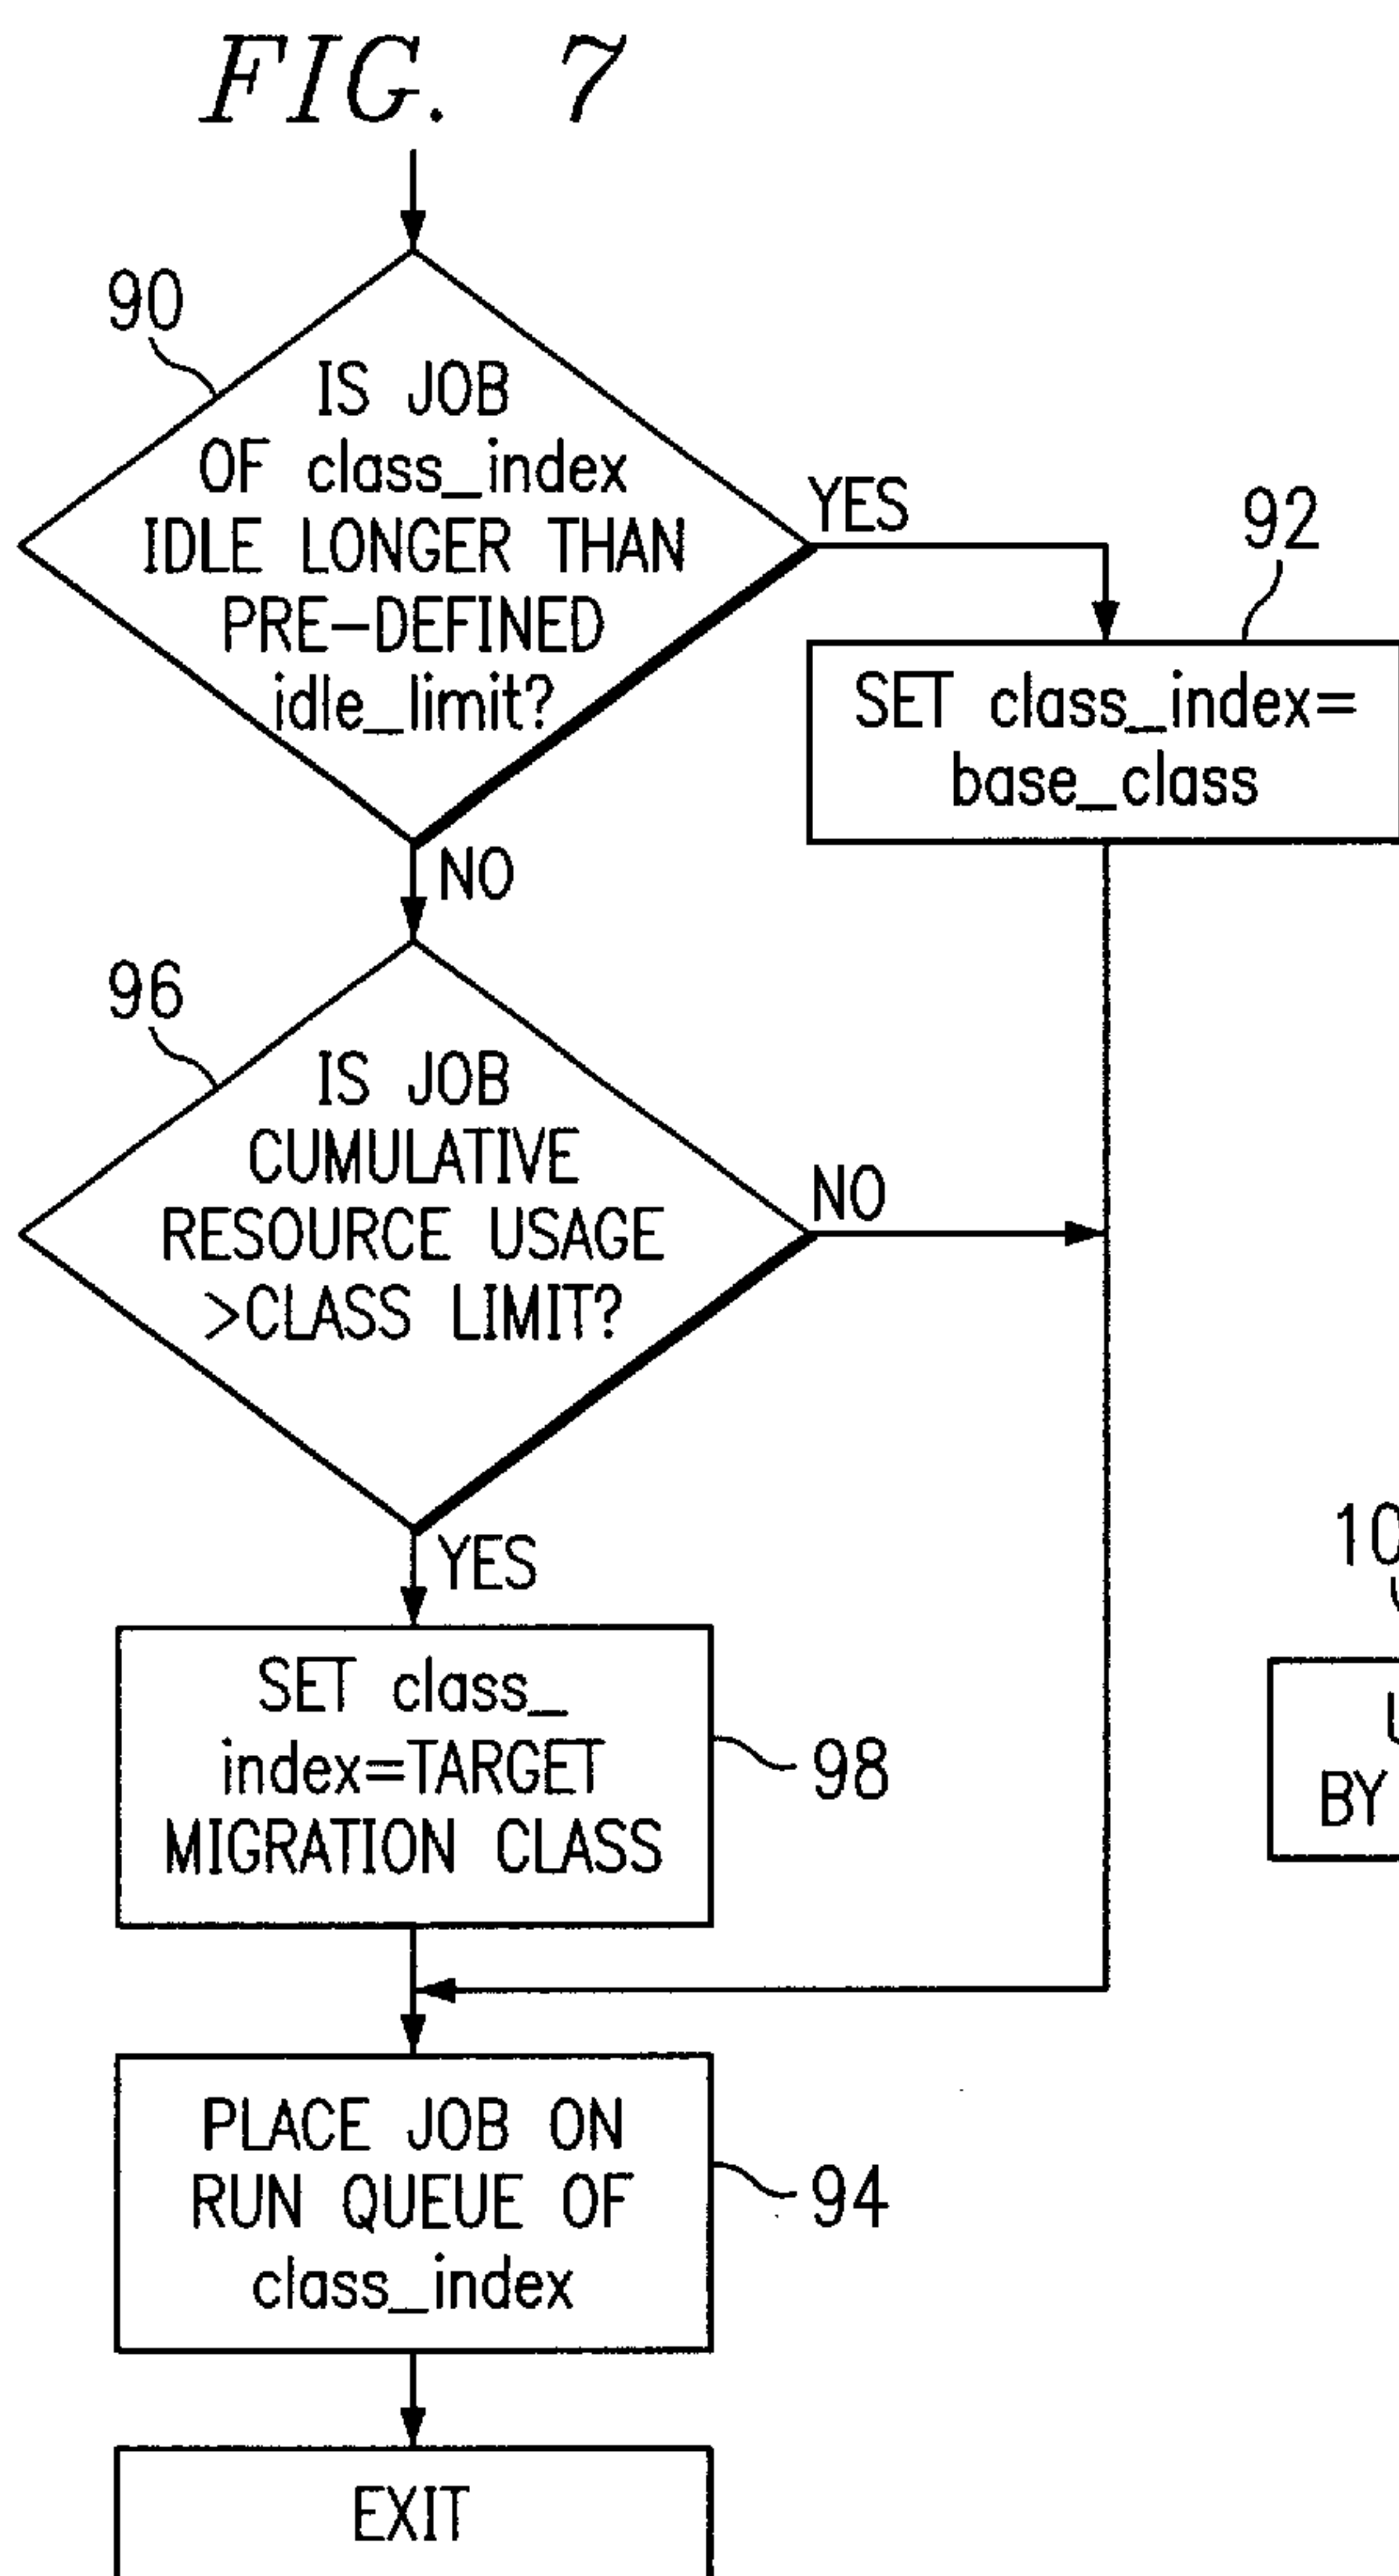 FIG. 7
90
IS JOB
OF class_index
IDLE LONGER THAN
PRE-DEFINED
idle_limit?
YES
92
SET class_index=
base_class
NO
96
IS JOB
CUMULATIVE
RESOURCE USAGE
>CLASS LIMIT?
NO
YES
SET class_
index=TARGET
MIGRATION CLASS
98
BY
PLACE JOB ON
RUN QUEUE OF
class_index
94
EXIT